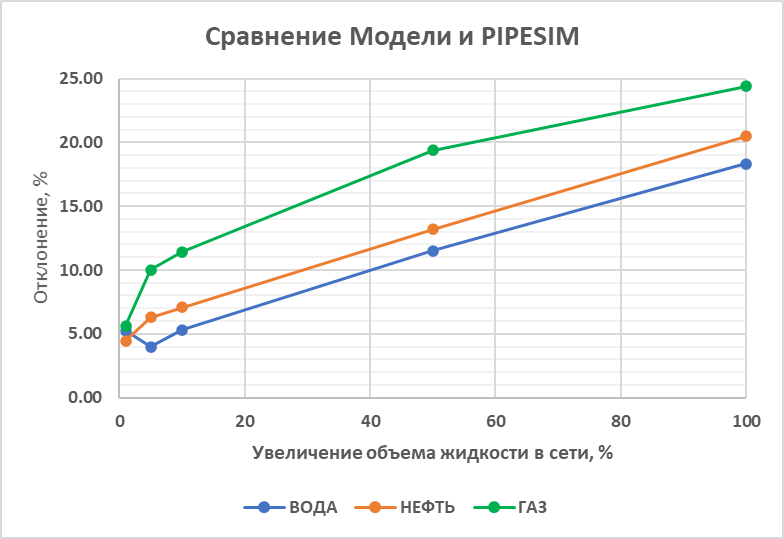 Сравнение Модели и PIPESIM
25.00
20.00
15.00
10.00
5.00
0.00
Отклонение, %
0 20 40 60 80 100
Увеличение объема жидкости в сети, %
ВОДА НЕФТЬ ГАЗ